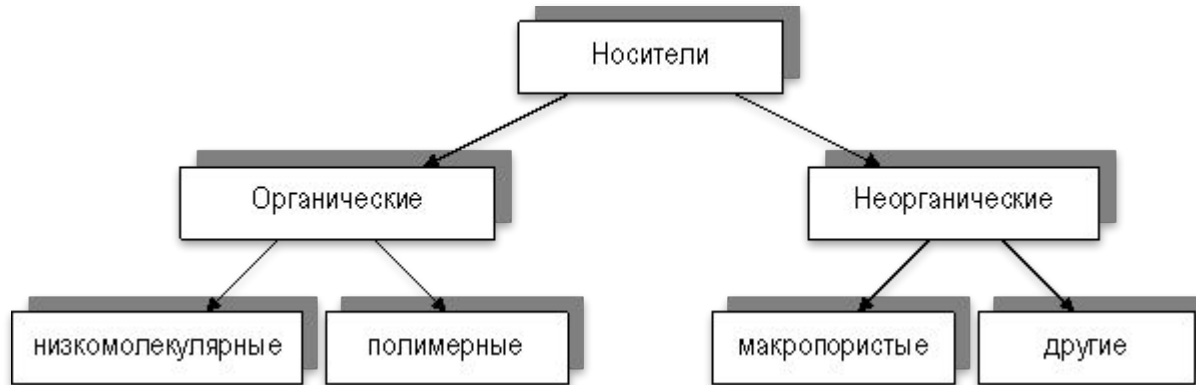 Носители
Органические
Неорганические
низкомолекулярные
полимерные
макропористые
другие